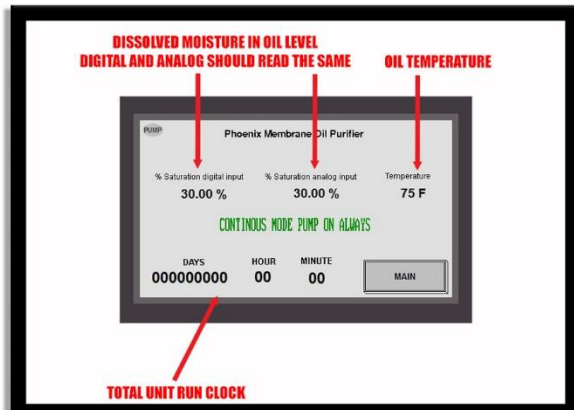 DISSOLVED MOISTURE IN OIL LEVEL
DIGITAL AND ANALOG SHOULD READ THE SAME
OIL TEMPERATURE
PUMP
Phoenix Membrane Oil Purifier
% Saturation digital input
% Saturation analog input
Temperature
30.00 %
30.00 %
75 F
CONTINOUS MODE PUMP ON ALWAYS
DAYS
HOUR
MINUTE
000000000
00
00
MAIN
TOTAL UNIT RUN CLOCK